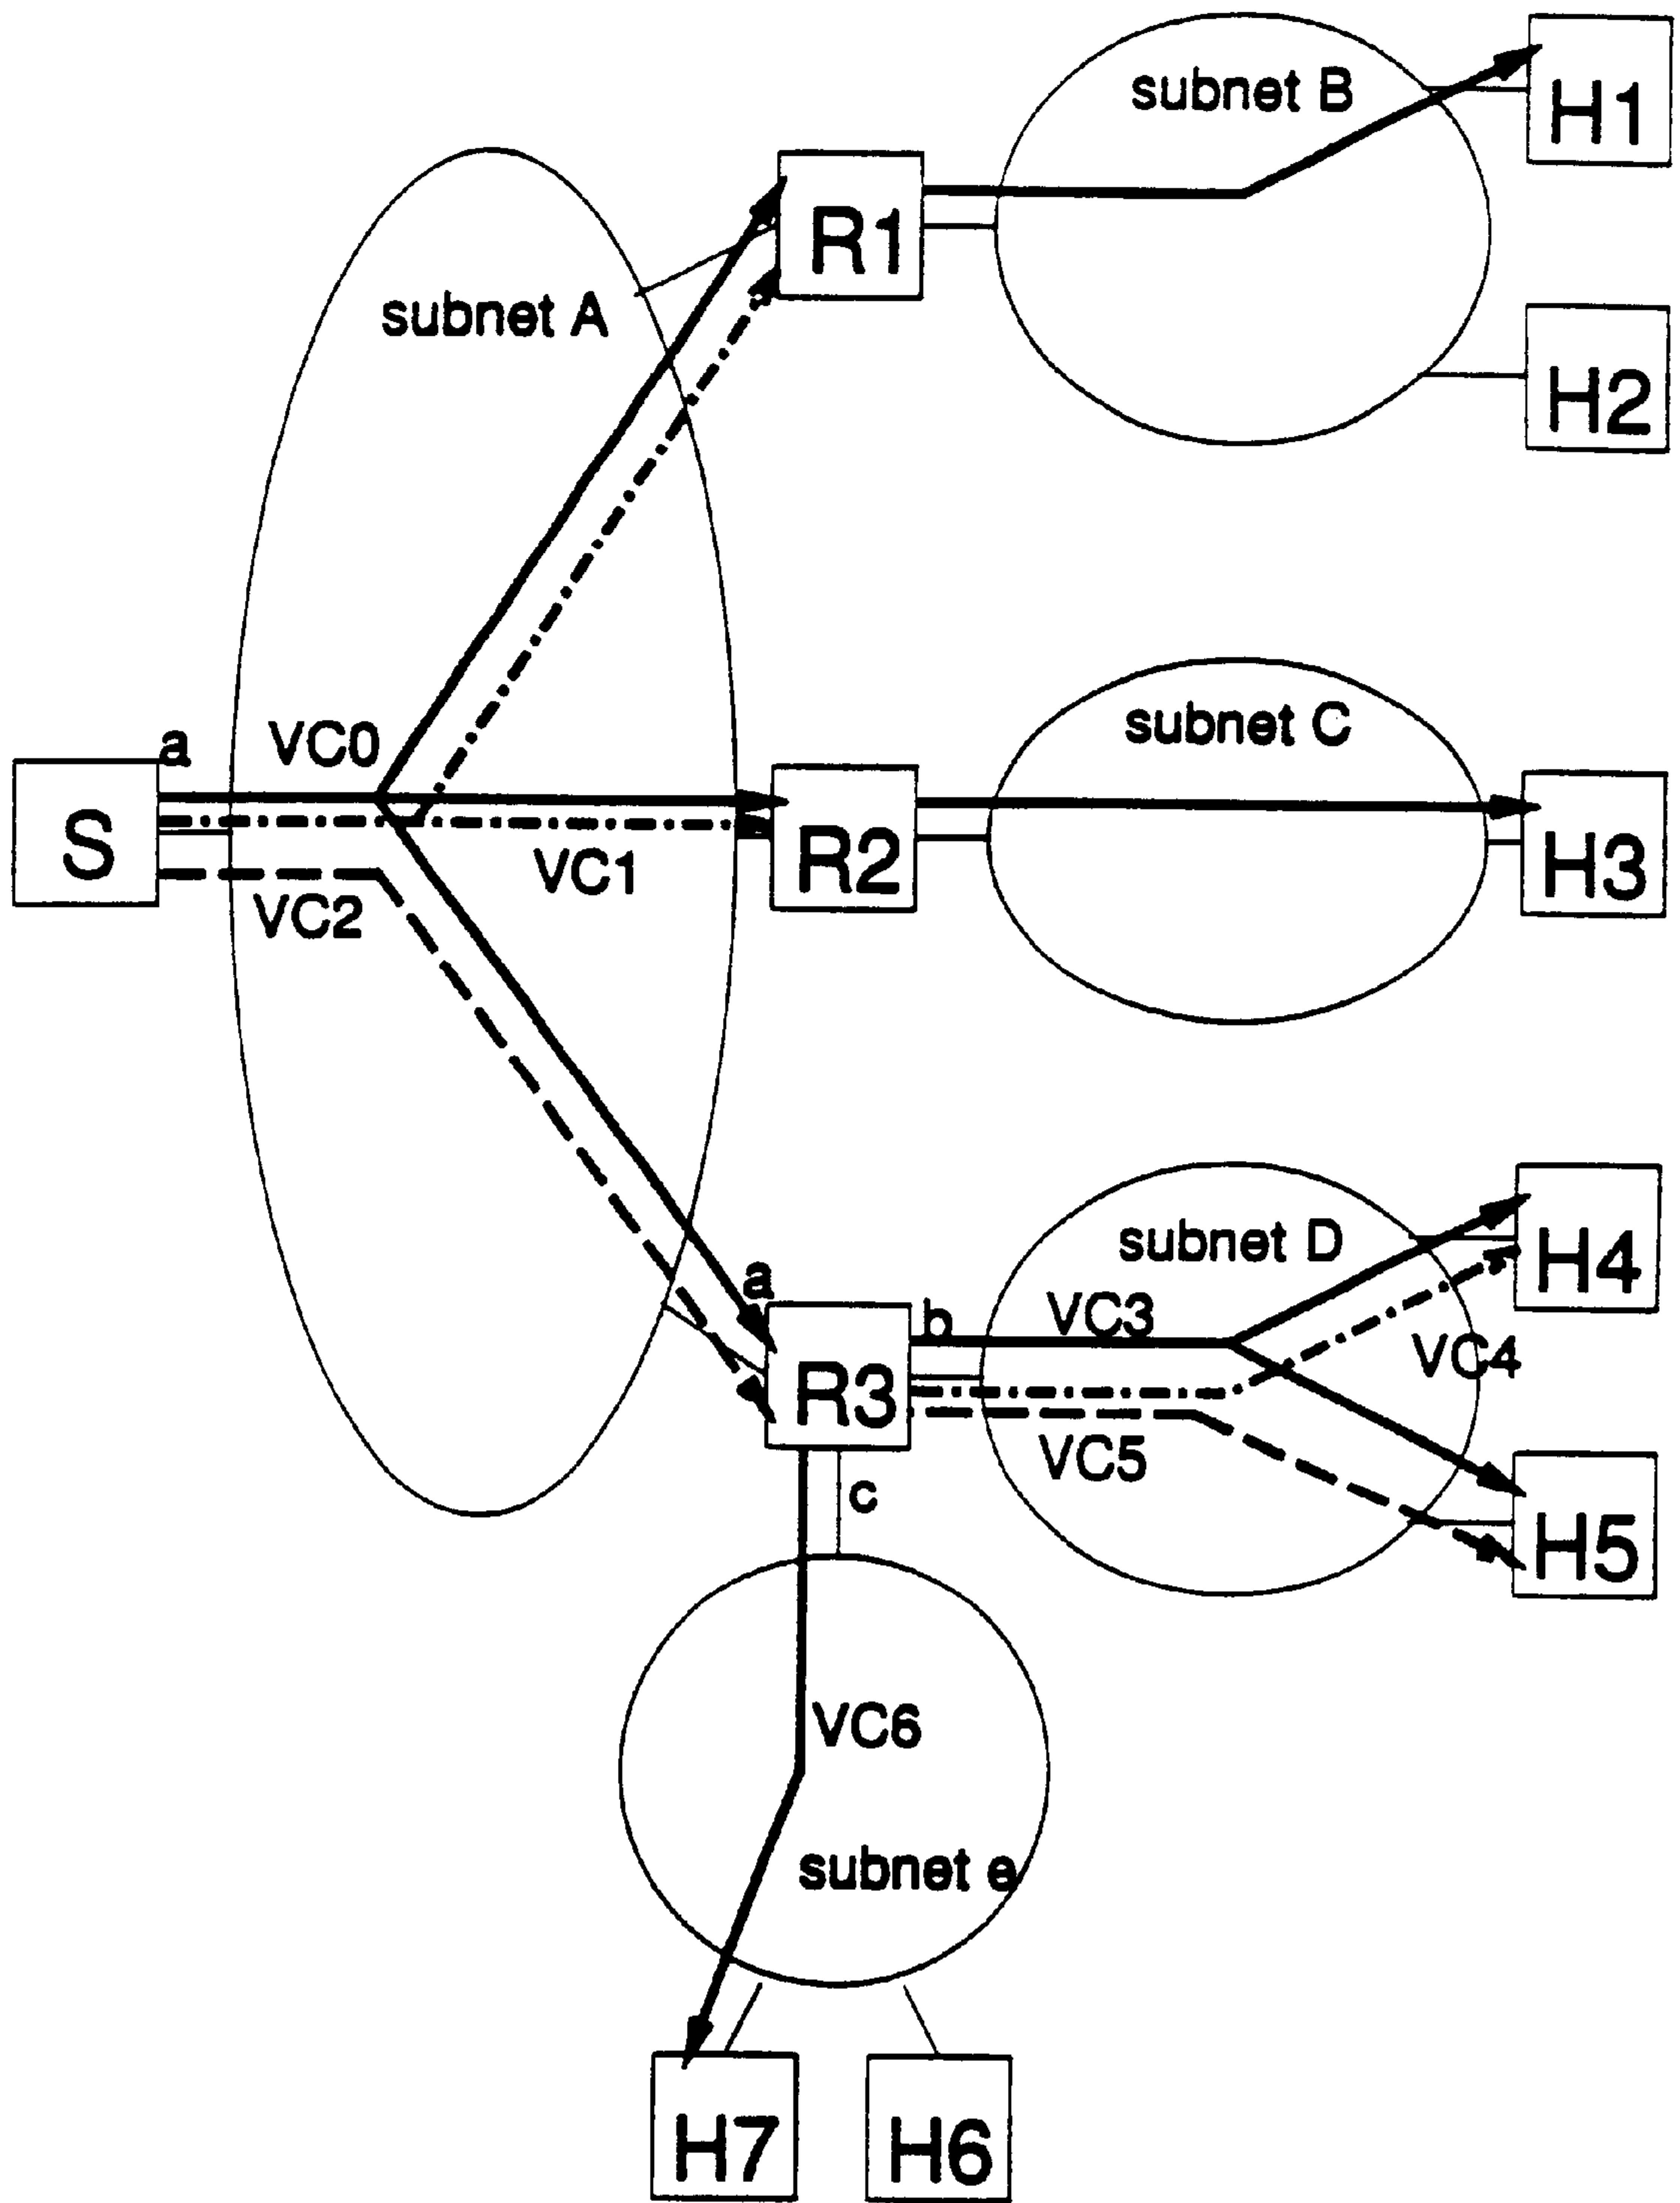 subnet B
H1
R1
subnet A
H2
a
VC0
subnet C
S
R2
H3
VC1
VC2
subnet D
H4
a
b
VC3
VC4
R3
VC5
c
H5
VC6
subnet e
H7
H6